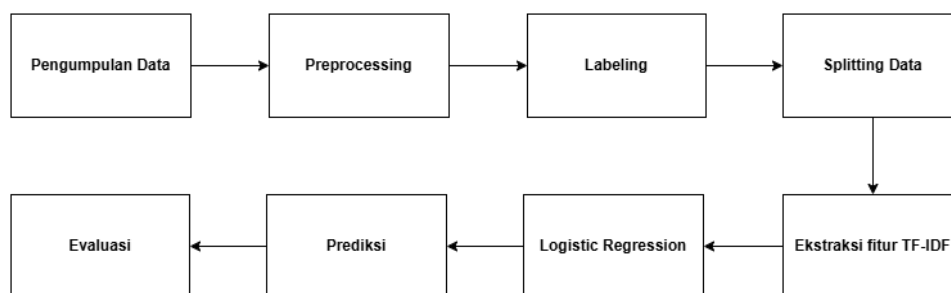 Pengumpulan Data
Preprocessing
Labeling
Splitting Data
Ekstraksi fitur TF-IDF
Logistic Regression
Prediksi
Evaluasi